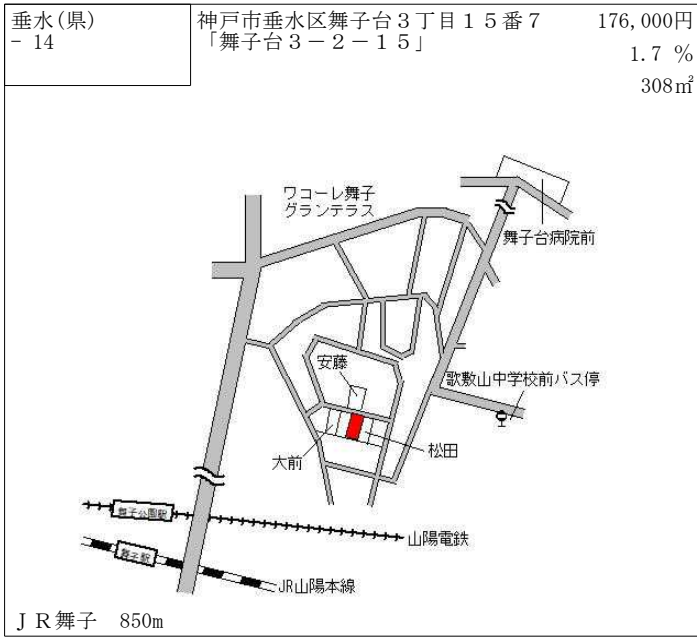 垂水(県)
- 14
神戸市垂水区舞子台３丁目１５番７
「舞子台３－２－１５」
176,000円
1.7 %
308㎡
ワコーレ舞子
グランテラス
舞子台病院前
安藤
歌敷山中学校前バス停
大前
松田
舞子公園駅
山陽電鉄
舞子駅
JR山陽本線
ＪＲ舞子　850m